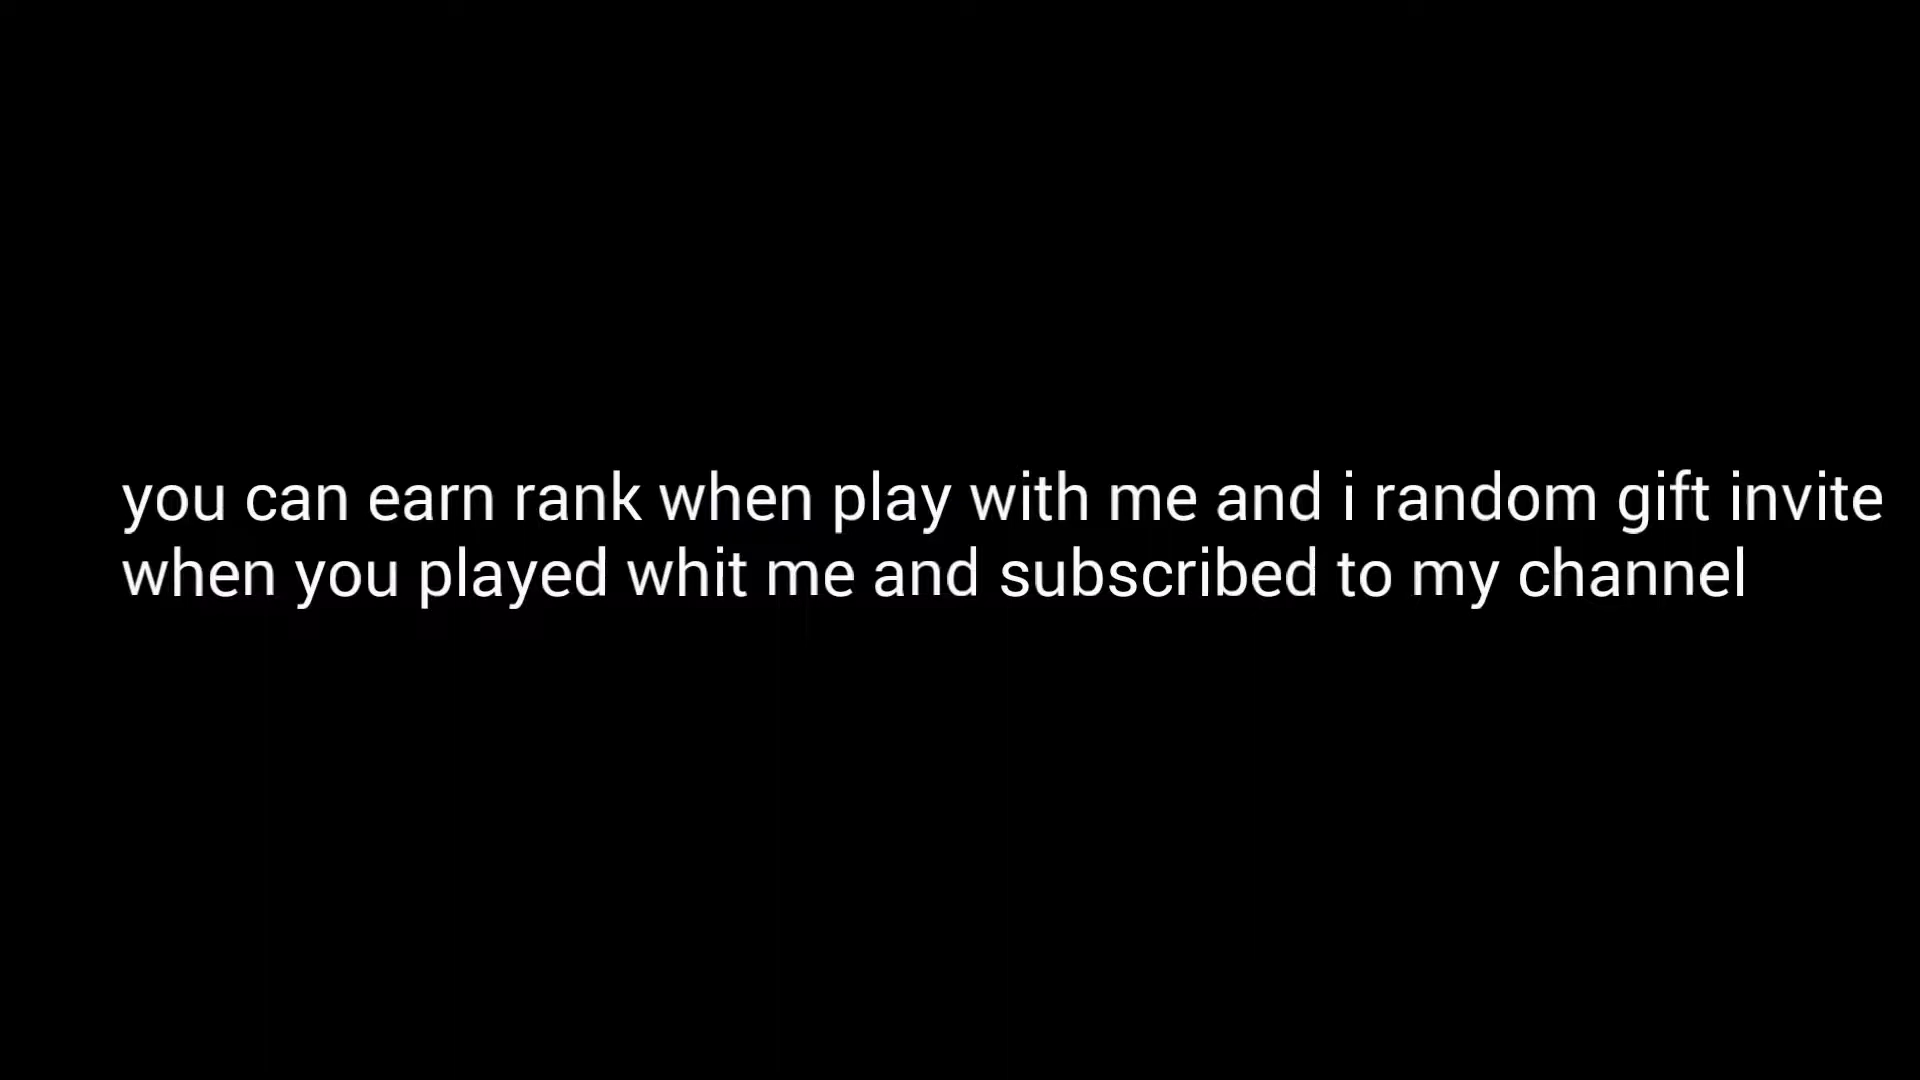 you can earn rank when play with me and i random gift invite
when you played whit me and subscribed to my channel